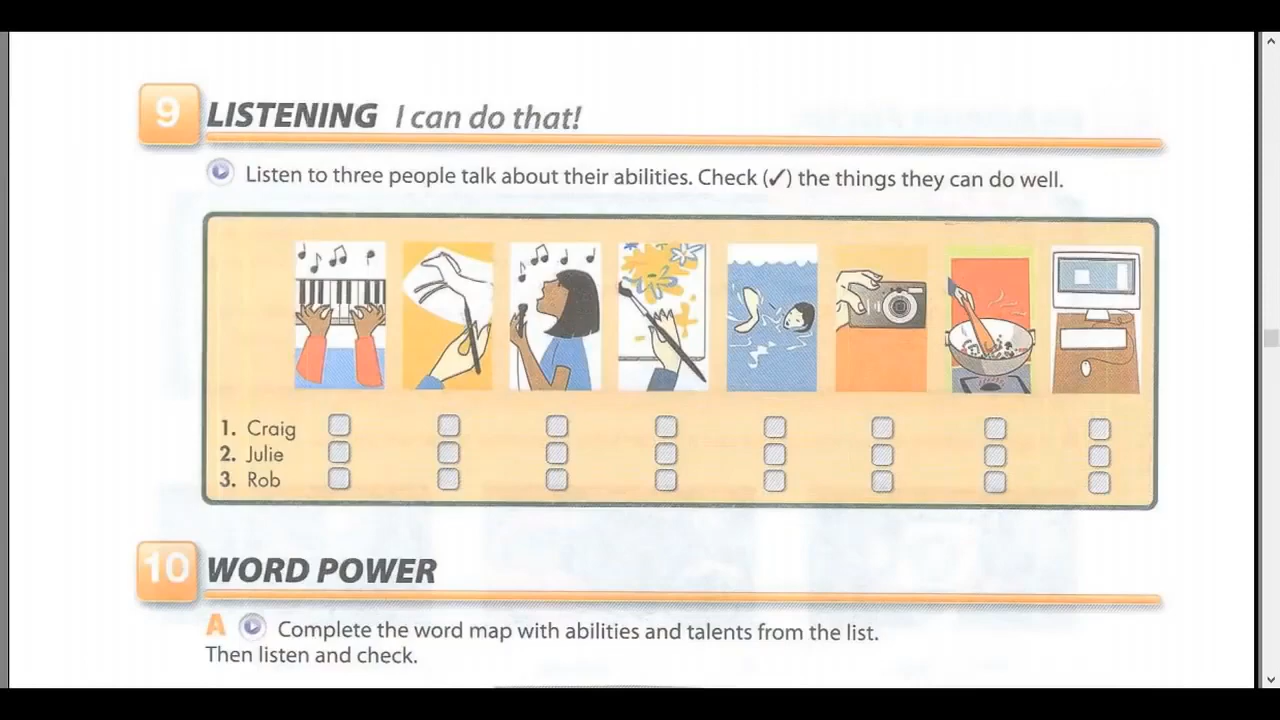 9 LISTENING I can do that!
Listen to three people talk about their abilities. Check (✓) the things they can do well.
1. Craig
2. Julie
3. Rob
10 WORD POWER
A Complete the word map with abilities and talents from the list.
Then listen and check.